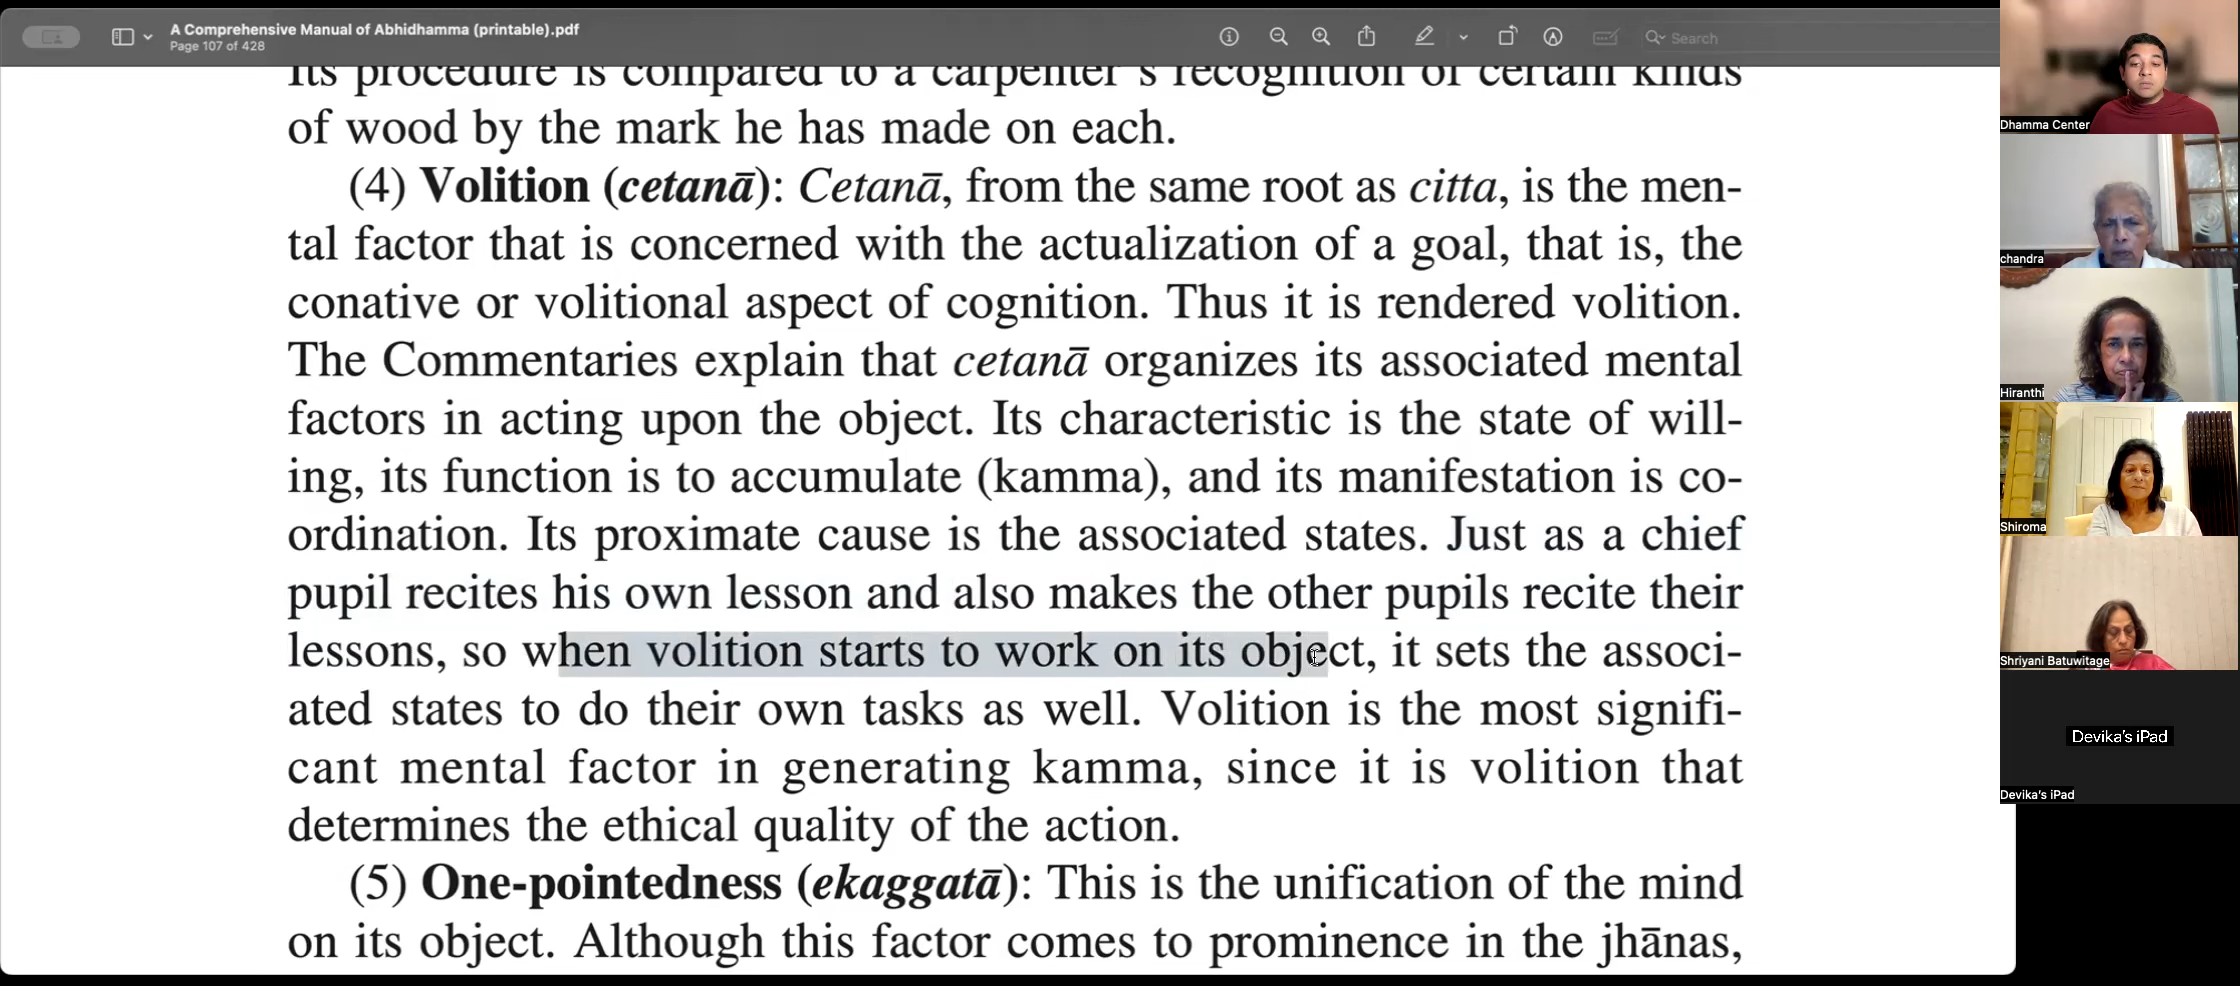 A Comprehensive Manual of Abhidhamma (printable).pdf
Page 107 of 428
Search
Its procedure is compared to a carpenter's recognition of certain kinds
of wood by the mark he has made on each.
(4) Volition (cetanā): Cetanā, from the same root as citta, is the men-
tal factor that is concerned with the actualization of a goal, that is, the
conative or volitional aspect of cognition. Thus it is rendered volition.
The Commentaries explain that cetanā organizes its associated mental
factors in acting upon the object. Its characteristic is the state of will-
ing, its function is to accumulate (kamma), and its manifestation is co-
ordination. Its proximate cause is the associated states. Just as a chief
pupil recites his own lesson and also makes the other pupils recite their
lessons, so when volition starts to work on its object, it sets the associ-
ated states to do their own tasks as well. Volition is the most signifi-
cant mental factor in generating kamma, since it is volition that
determines the ethical quality of the action.
(5) One-pointedness (ekaggatā): This is the unification of the mind
on its object. Although this factor comes to prominence in the jhānas,
Dhamma Center
chandra
Hiranthi
Shiroma
Shriyani Batuwitage
Devika's iPad
Devika's iPad